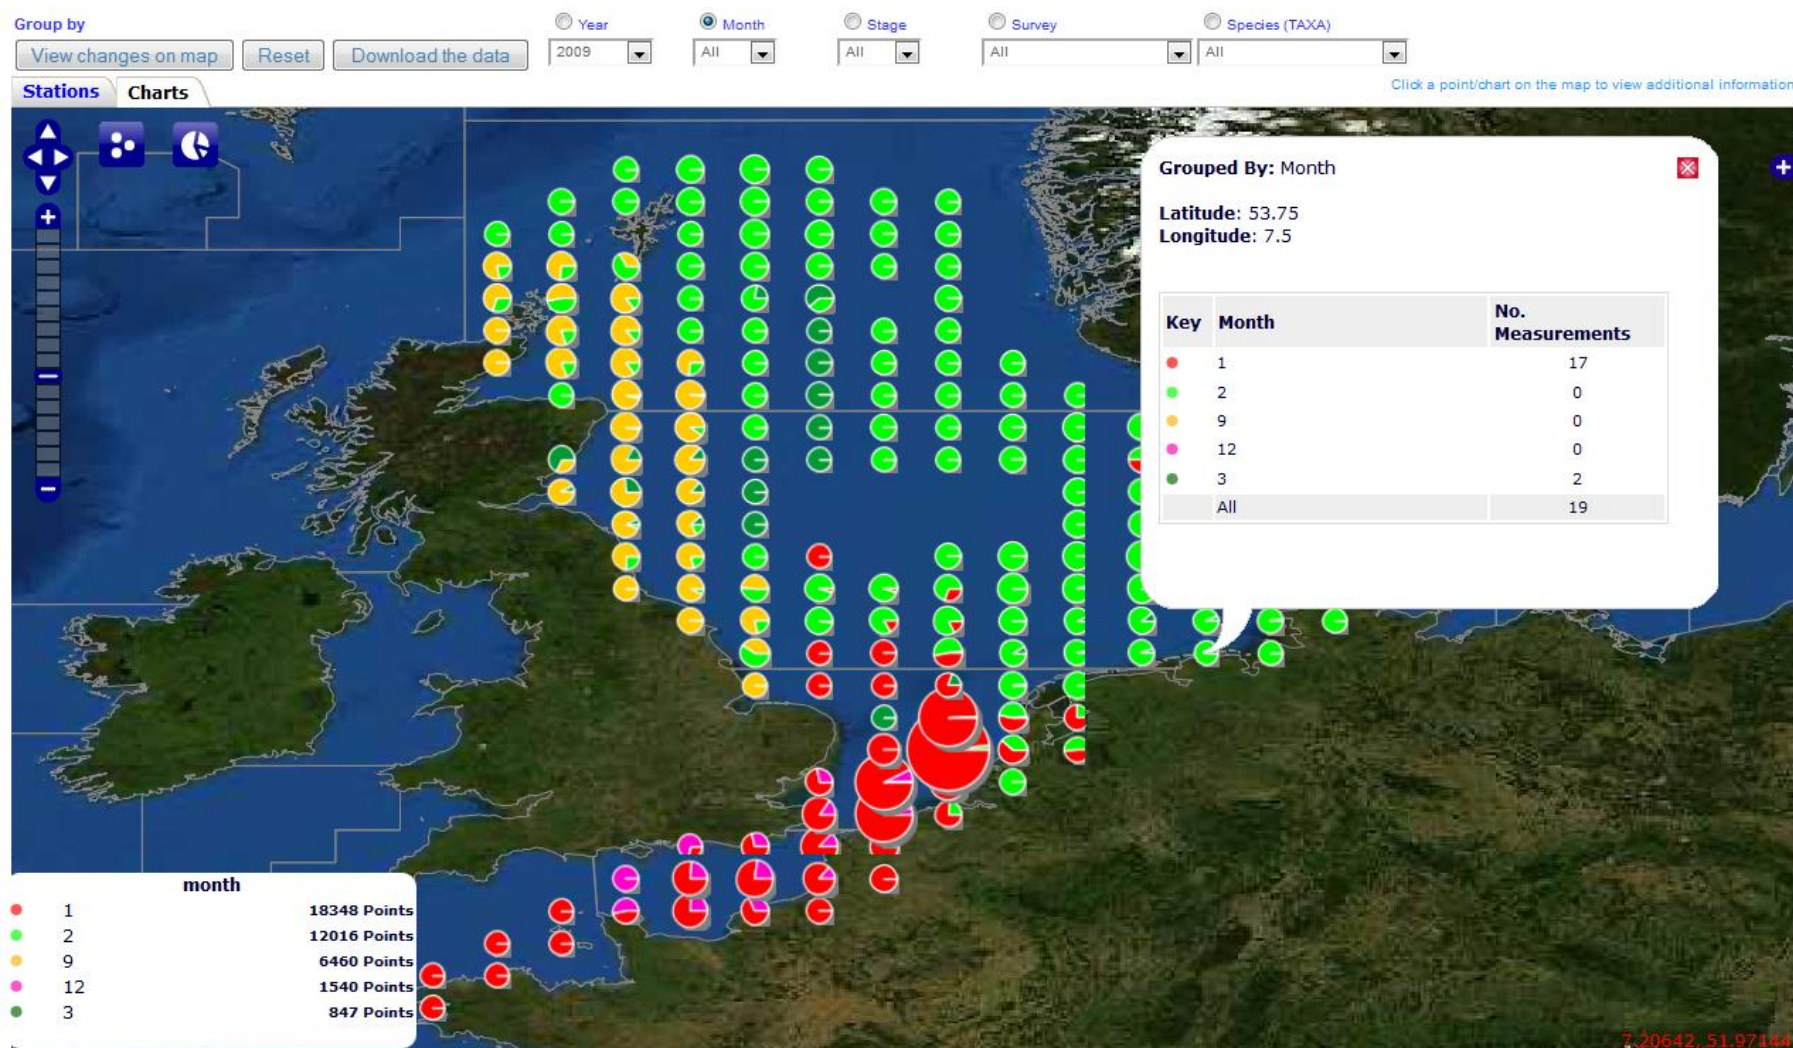 Group by
Year Month Stage Survey Species (TAXA)
View changes on map Reset Download the data 2009 All All All All
Click a point/chart on the map to view additional information
Stations Charts
Grouped By: Month
Latitude: 53.75
Longitude: 7.5
Key Month No. Measurements
1 17
2 0
9 0
12 0
3 2
All 19
month
1 18348 Points
2 12016 Points
9 6460 Points
12 1540 Points
3 847 Points
7.20642, 51.97144